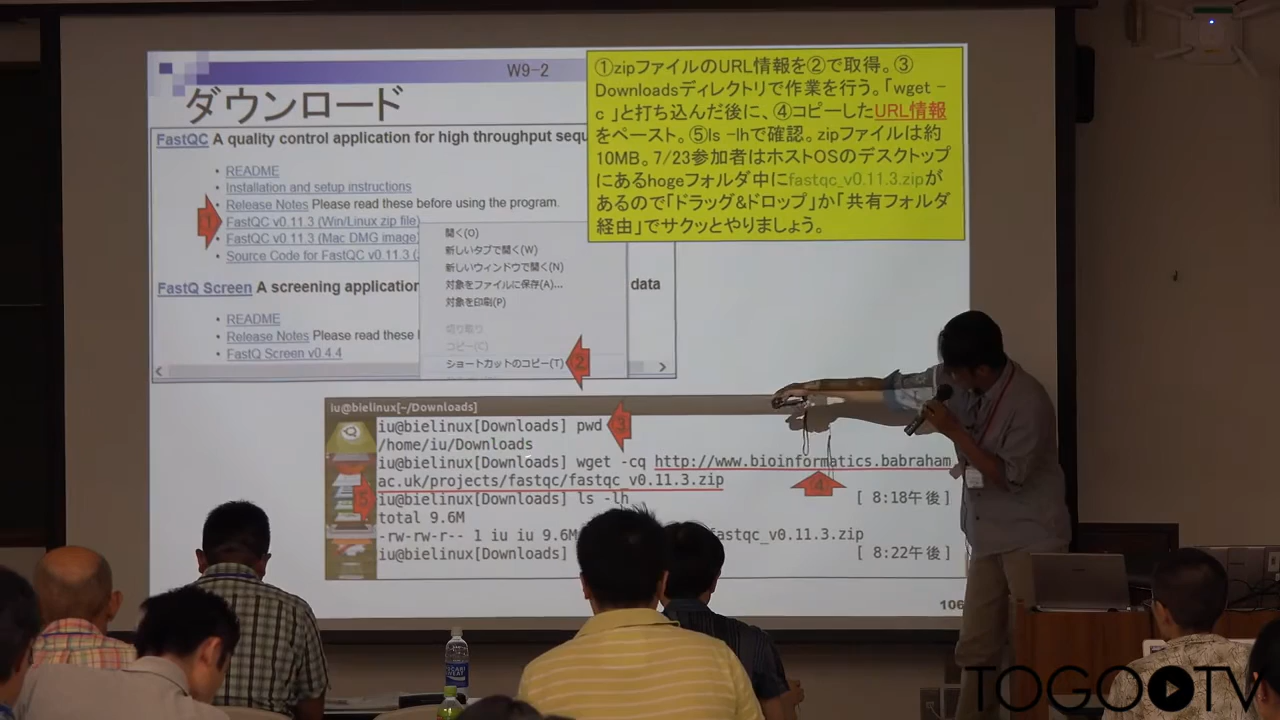 W9-2
ダウンロード
①zipファイルのURL情報を②で取得。③
Downloadsディレクトリで作業を行う。「wget -
c 」と打ち込んだ後に、④コピーしたURL情報
をペースト。⑤ls -lhで確認。zipファイルは約
10MB。7/23参加者はホストOSのデスクトップ
にあるhogeフォルダ中にfastqc_v0.11.3.zipが
あるので「ドラッグ&ドロップ」か「共有フォルダ
経由」でサクッとやりましょう。
FastQC A quality control application for high throughput sequ
README
Installation and setup instructions
Release Notes Please read these before using the program.
① FastQC v0.11.3 (Win/Linux zip file)
FastQC v0.11.3 (Mac DMG image)
Source Code for FastQC v0.11.3 (
FastQ Screen A screening application data
README
Release Notes Please read these
FastQ Screen v0.4.4
開く(O)
新しいタブで開く(W)
新しいウィンドウで開く(N)
対象をファイルに保存(A)...
対象を印刷(P)
切り取り
コピー(C)
ショートカットのコピー(T) ②
iu@bielinux[~/Downloads]
iu@bielinux[Downloads] pwd ③
/home/iu/Downloads
iu@bielinux[Downloads] wget -cq http://www.bioinformatics.babraham
ac.uk/projects/fastqc/fastqc_v0.11.3.zip ④
⑤ iu@bielinux[Downloads] ls -lh [ 8:18午後]
total 9.6M
-rw-rw-r-- 1 iu iu 9.6M fastqc_v0.11.3.zip
iu@bielinux[Downloads] [ 8:22午後]
106
TOGOTV